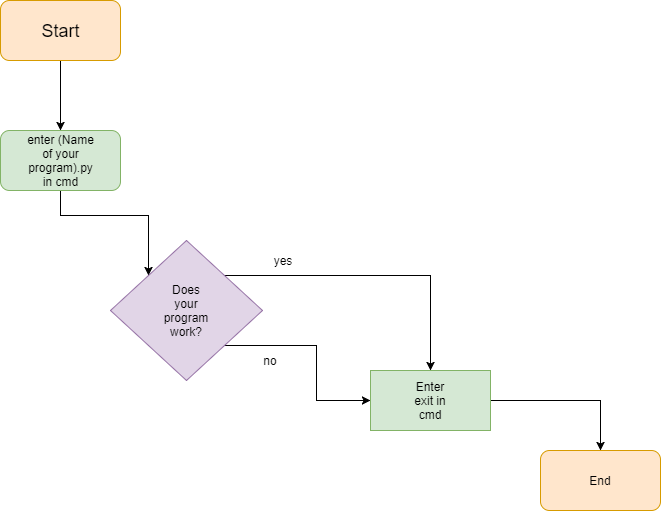 Start
enter (Name
of your
program).py
in cmd
Does
your
program
work?
yes
no
Enter
exit in
cmd
End